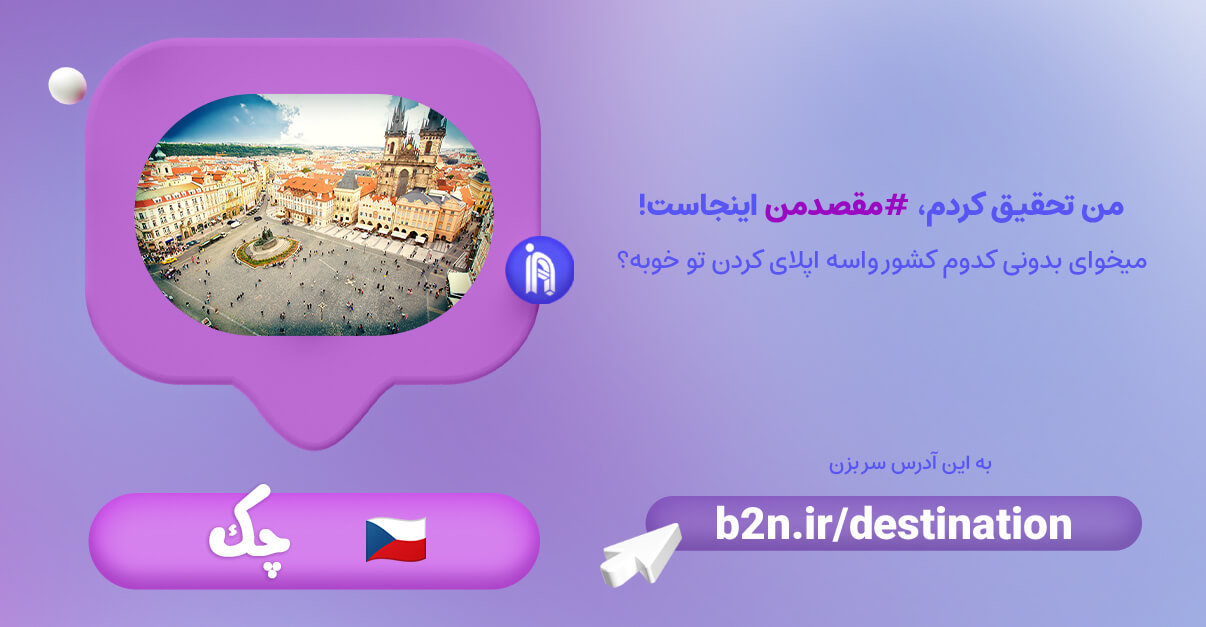 من تحقیق کردم، #مقصدمن اینجاست!
میخوای بدونی کدوم کشور واسه اپلای کردن تو خوبه؟
به این آدرس سر بزن
b2n.ir/destination
چک